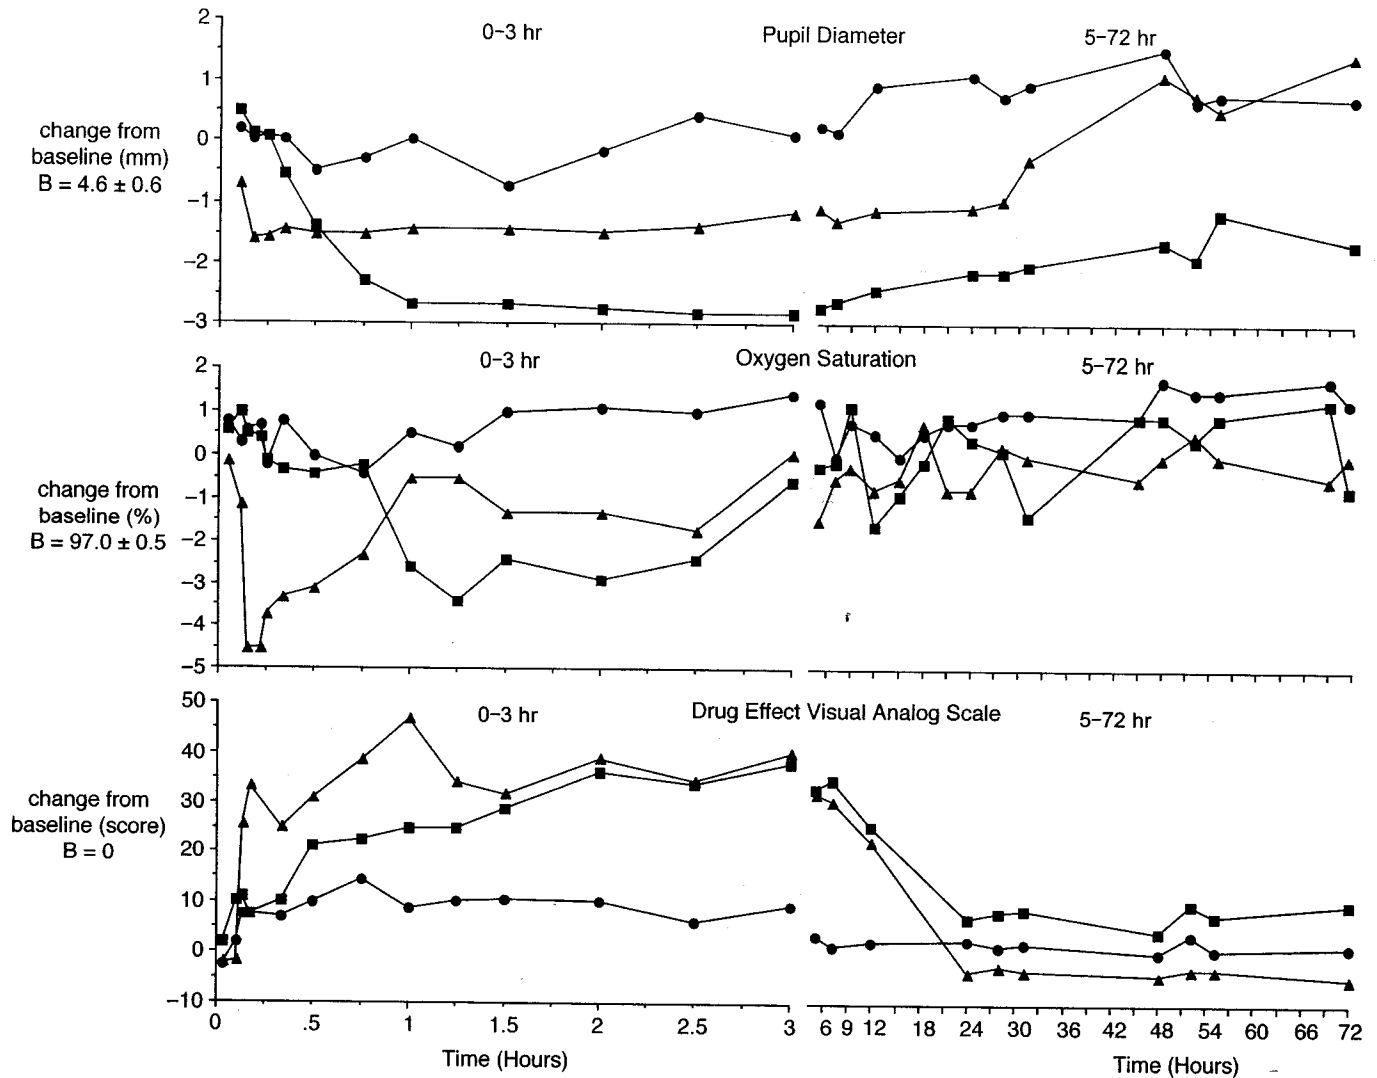 0–3 hr Pupil Diameter 5–72 hr
2
1
0
−1
−2
−3
change from
baseline (mm)
B = 4.6 ± 0.6
0–3 hr Oxygen Saturation 5–72 hr
2
1
0
−1
−2
−3
−4
−5
change from
baseline (%)
B = 97.0 ± 0.5
0–3 hr Drug Effect Visual Analog Scale 5–72 hr
50
40
30
20
10
0
−10
change from
baseline (score)
B = 0
0 .5 1 1.5 2 2.5 3 6 9 12 18 24 30 36 42 48 54 60 66 72
Time (Hours) Time (Hours)